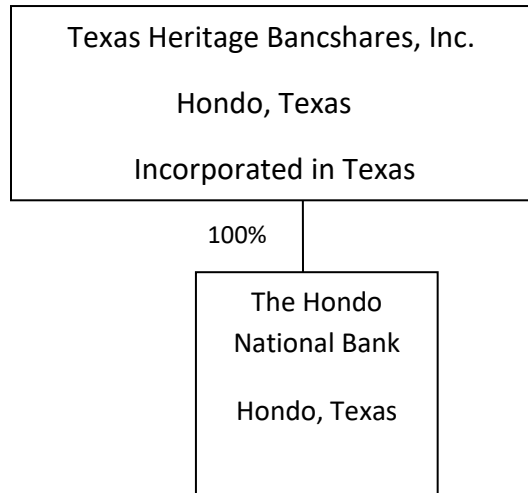 Texas Heritage Bancshares, Inc.
Hondo, Texas
Incorporated in Texas
100%
The Hondo
National Bank
Hondo, Texas